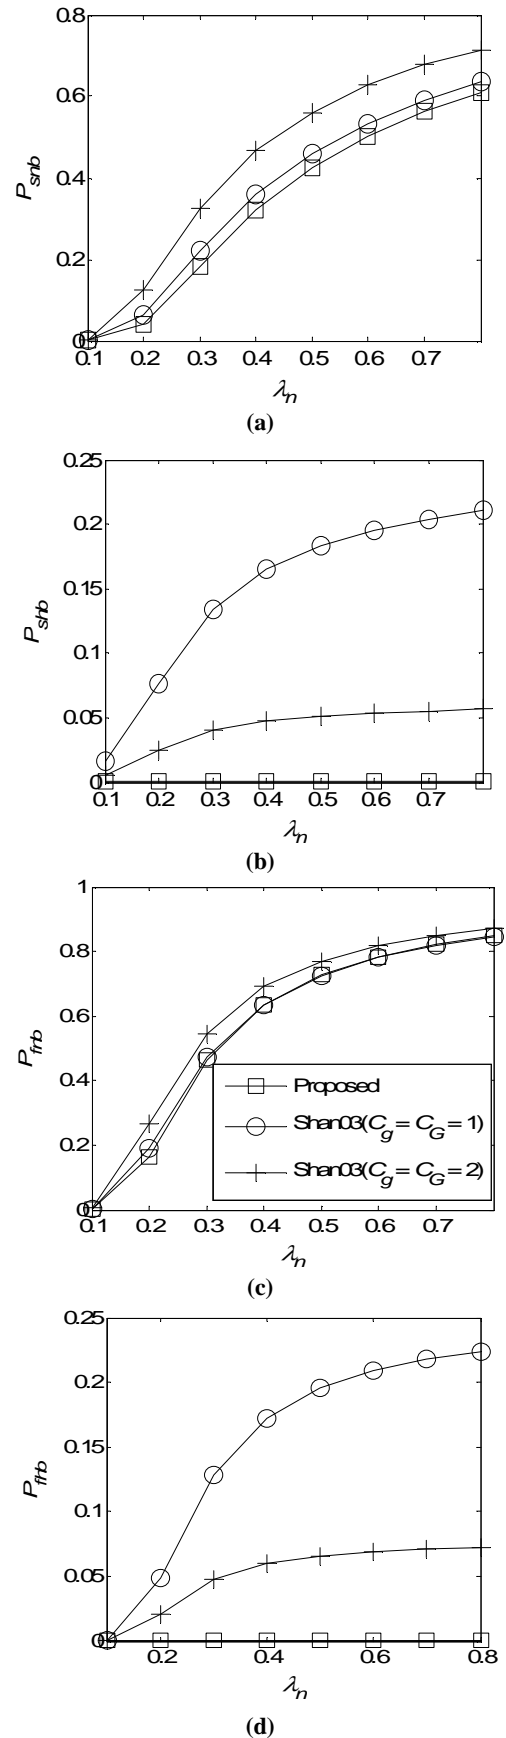 0.8
0.6
0.4
0.2
0
P_snb
0.1 0.2 0.3 0.4 0.5 0.6 0.7
λ_n
(a)
0.25
0.2
0.15
0.1
0.05
0
P_shb
0.1 0.2 0.3 0.4 0.5 0.6 0.7
λ_n
(b)
1
0.8
0.6
0.4
0.2
0
P_fnb
Proposed
Shan03(C_g = C_G = 1)
Shan03(C_g = C_G = 2)
0.1 0.2 0.3 0.4 0.5 0.6 0.7
λ_n
(c)
0.25
0.2
0.15
0.1
0.05
0
P_fhb
0.2 0.4 0.6 0.8
λ_n
(d)